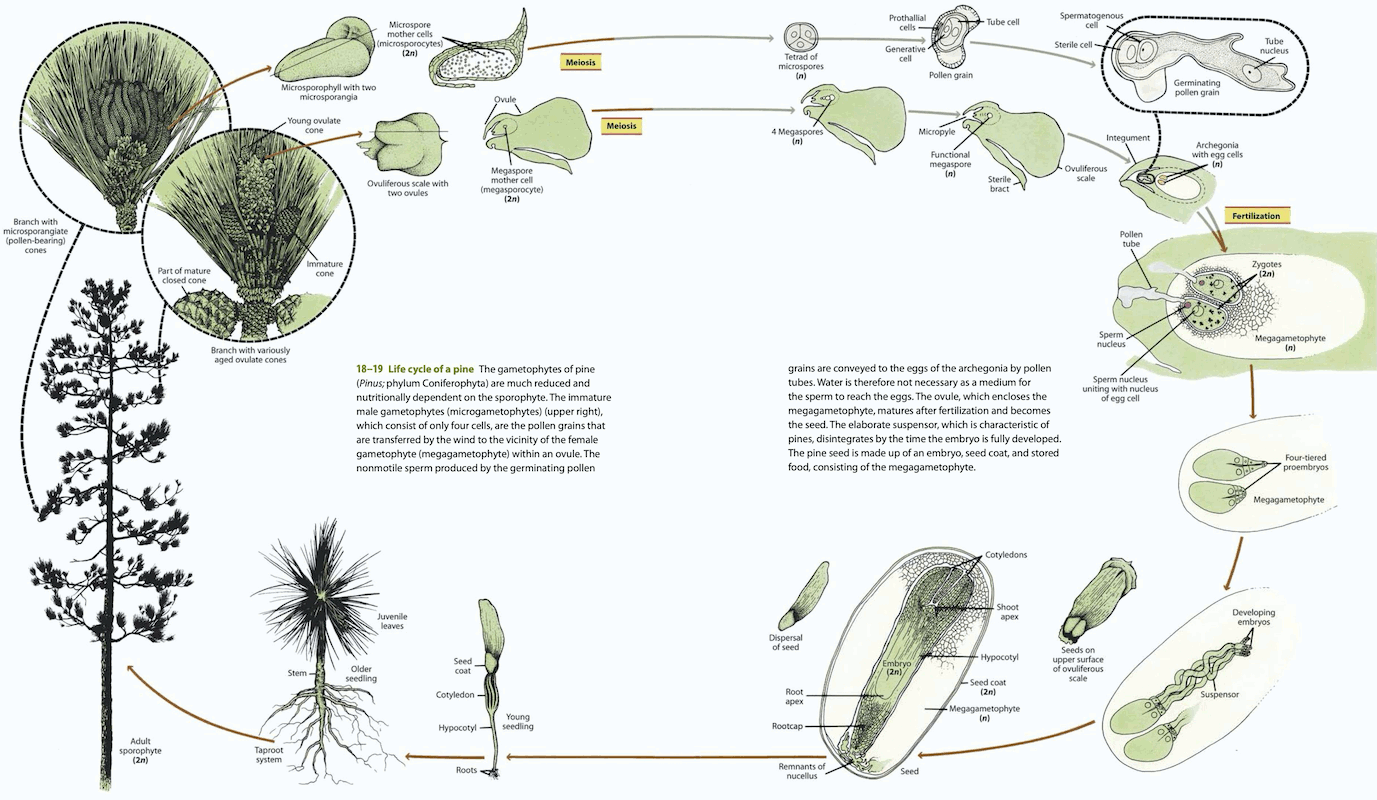 Microspore
mother cells
(microsporocytes)
(2n)
Microsporophyll with two
microsporangia
Meiosis
Tetrad of
microspores
(n)
Prothallial
cells
Tube cell
Generative
cell
Pollen grain
Spermatogenous
cell
Sterile cell
Tube
nucleus
Germinating
pollen grain
Young ovulate
cone
Ovuliferous scale with
two ovules
Ovule
Megaspore
mother cell
(megasporocyte)
(2n)
Meiosis
4 Megaspores
(n)
Micropyle
Functional
megaspore
(n)
Sterile
bract
Ovuliferous
scale
Integument
Archegonia
with egg cells
(n)
Fertilization
Branch with
microsporangiate
(pollen-bearing)
cones
Part of mature
closed cone
Immature
cone
Branch with variously
aged ovulate cones
Pollen
tube
Zygotes
(2n)
Sperm
nucleus
Megagametophyte
(n)
Sperm nucleus
uniting with nucleus
of egg cell
18–19 Life cycle of a pine The gametophytes of pine
(Pinus; phylum Coniferophyta) are much reduced and
nutritionally dependent on the sporophyte. The immature
male gametophytes (microgametophytes) (upper right),
which consist of only four cells, are the pollen grains that
are transferred by the wind to the vicinity of the female
gametophyte (megagametophyte) within an ovule. The
nonmotile sperm produced by the germinating pollen
grains are conveyed to the eggs of the archegonia by pollen
tubes. Water is therefore not necessary as a medium for
the sperm to reach the eggs. The ovule, which encloses the
megagametophyte, matures after fertilization and becomes
the seed. The elaborate suspensor, which is characteristic of
pines, disintegrates by the time the embryo is fully developed.
The pine seed is made up of an embryo, seed coat, and stored
food, consisting of the megagametophyte.
Four-tiered
proembryos
Megagametophyte
Developing
embryos
Suspensor
Seeds on
upper surface
of ovuliferous
scale
Dispersal
of seed
Cotyledons
Shoot
apex
Hypocotyl
Embryo
(2n)
Seed coat
(2n)
Root
apex
Megagametophyte
(n)
Rootcap
Remnants of
nucellus
Seed
Seed
coat
Cotyledon
Hypocotyl
Young
seedling
Roots
Juvenile
leaves
Stem
Older
seedling
Taproot
system
Adult
sporophyte
(2n)